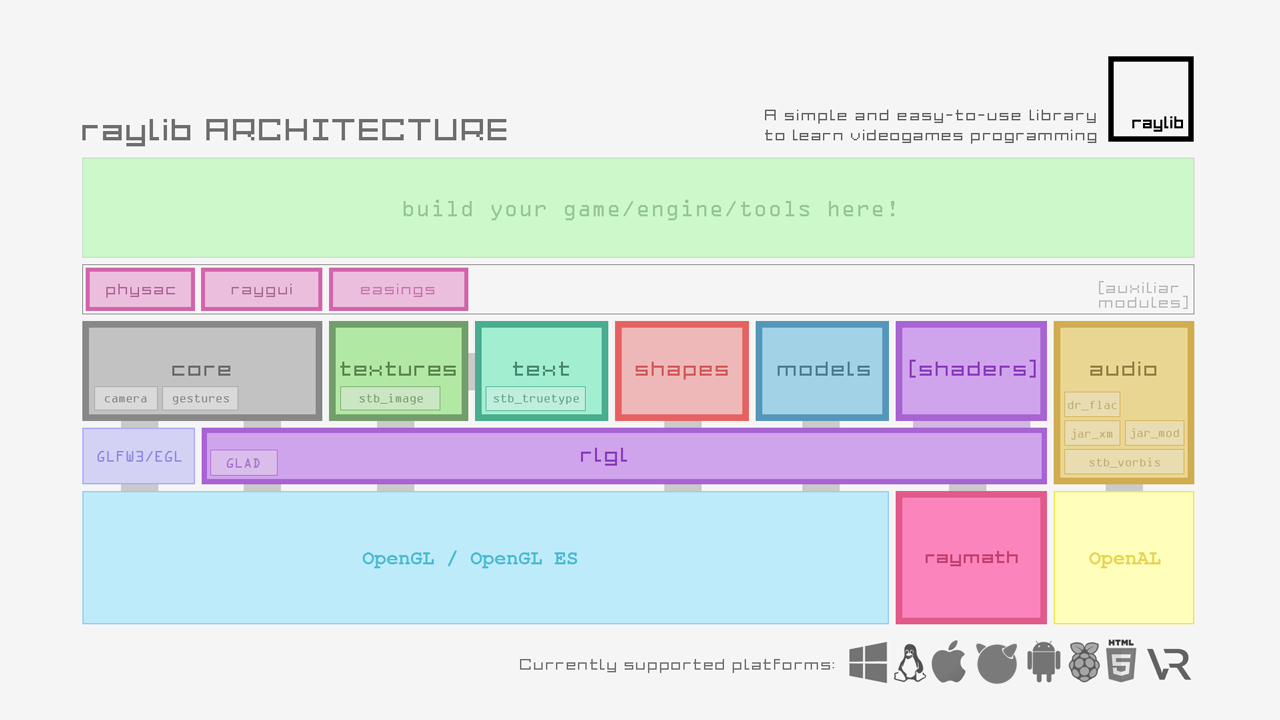 raylib ARCHITECTURE
A simple and easy-to-use library
to learn videogames programming
raylib
build your game/engine/tools here!
physac
raygui
easings
[auxiliar
modules]
core
camera
gestures
textures
stb_image
text
stb_truetype
shapes
models
[shaders]
audio
dr_flac
jar_xm
jar_mod
stb_vorbis
GLFW3/EGL
GLAD
rlgl
OpenGL / OpenGL ES
raymath
OpenAL
Currently supported platforms:
HTML
5
VR